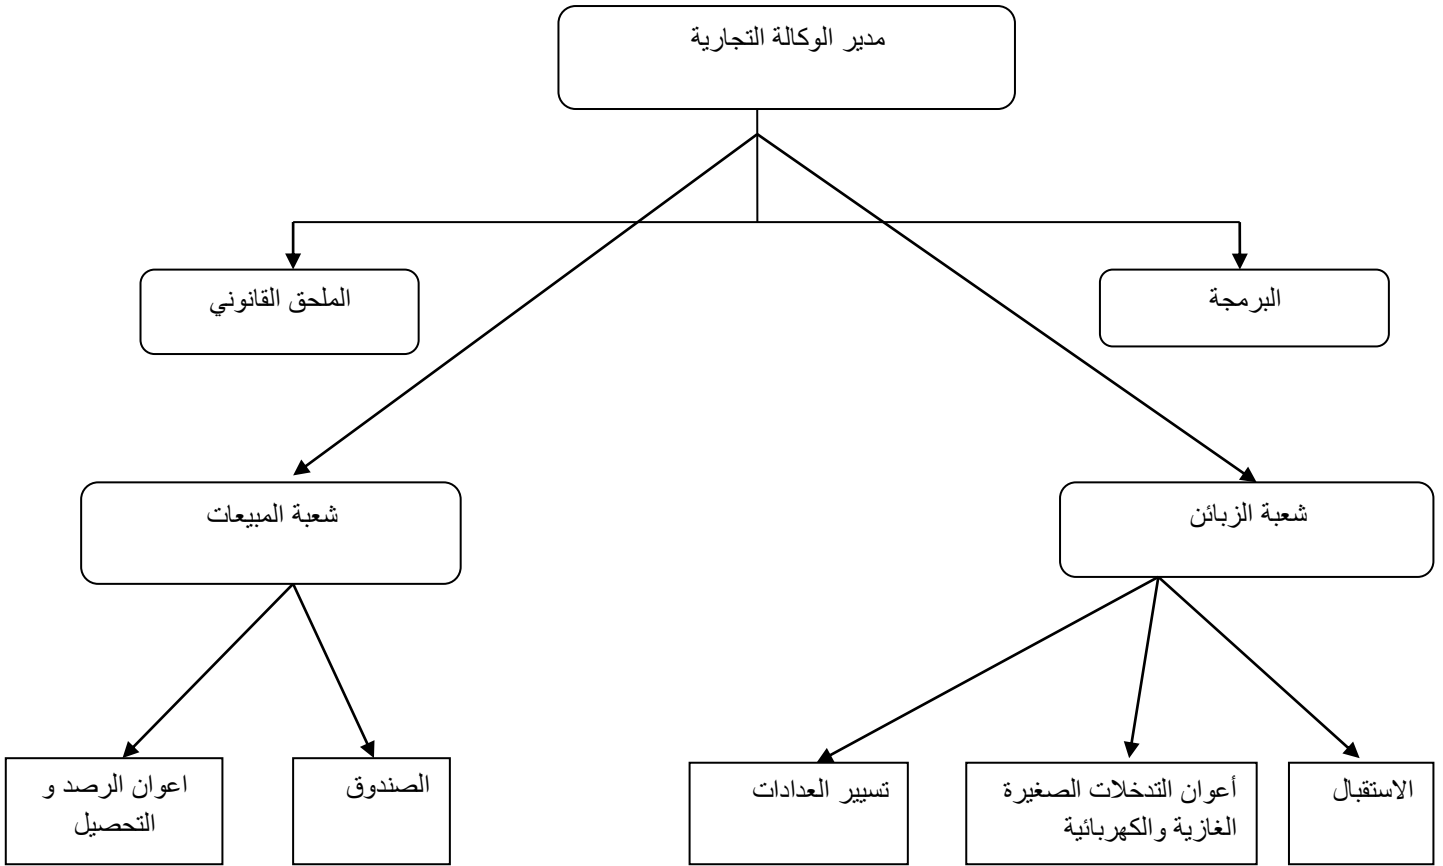 مدير الوكالة التجارية
البرمجة
الملحق القانوني
شعبة الزبائن
شعبة المبيعات
الاستقبال
أعوان التدخلات الصغيرة
الغازية والكهربائية
تسيير العدادات
الصندوق
اعوان الرصد و
التحصيل